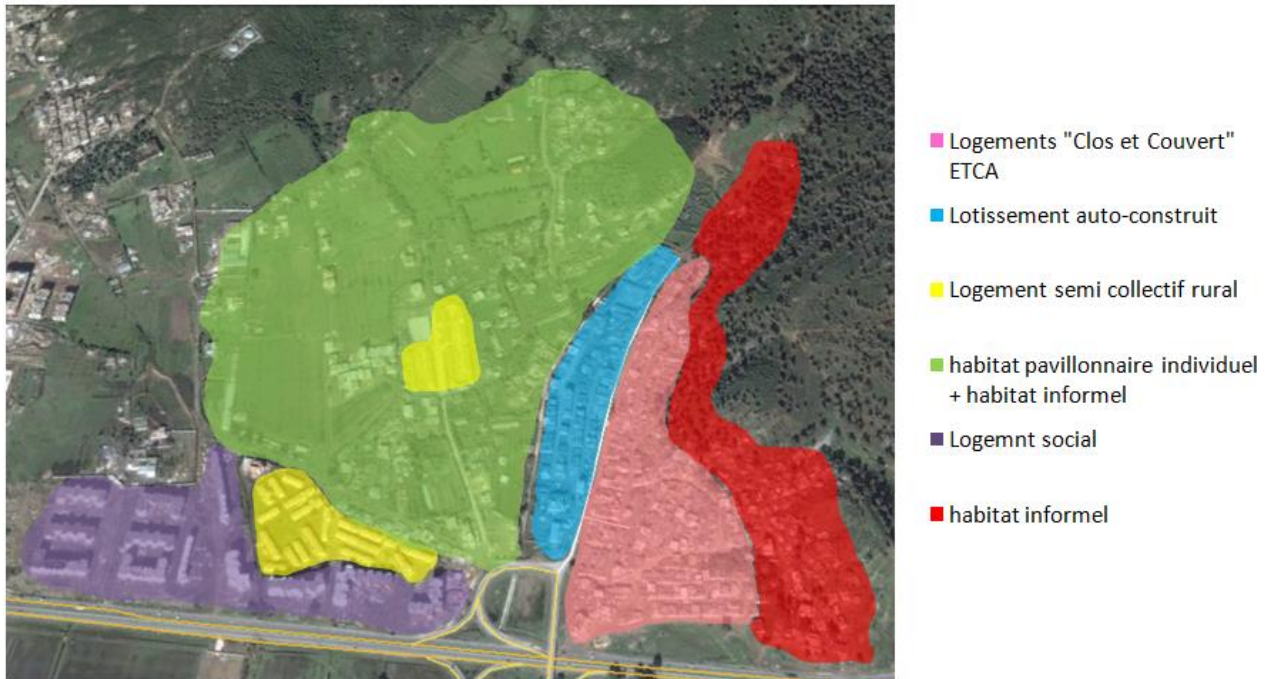 Logements "Clos et Couvert"
ETCA
Lotissement auto-construit
Logement semi collectif rural
habitat pavillonnaire individuel
+ habitat informel
Logemnt social
habitat informel